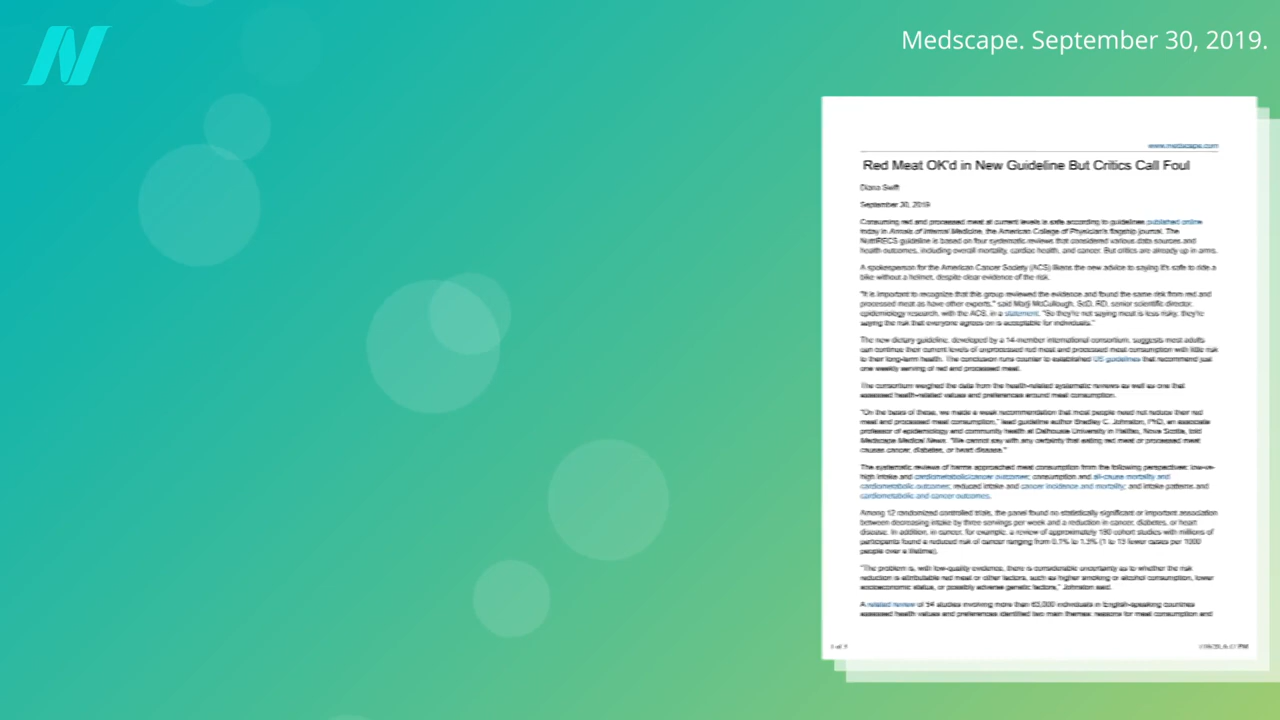 Medscape. September 30, 2019.
www.medscape.com
Red Meat OK'd in New Guideline But Critics Call Foul
Diana Swift
September 30, 2019
Consuming red and processed meat at current levels is safe according to guidelines published online
today in Annals of Internal Medicine, the American College of Physician's flagship journal. The
NutriRECS guideline is based on four systematic reviews that considered various data sources and
health outcomes, including overall mortality, cardiac health, and cancer. But critics are already up in arms.
A spokesperson for the American Cancer Society (ACS) likens the new advice to saying it's safe to ride a
bike without a helmet, despite clear evidence of the risk.
"It is important to recognize that this group reviewed the evidence and found the same risk from red and
processed meat as have other experts," said Marji McCullough, ScD, RD, senior scientific director,
epidemiology research, with the ACS, in a statement. "So they're not saying meat is less risky, they're
saying the risk that everyone agrees on is acceptable for individuals."
The new dietary guideline, developed by a 14-member international consortium, suggests most adults
can continue their current levels of unprocessed red meat and processed meat consumption with little risk
to their long-term health. The conclusion runs counter to established US guidelines that recommend just
one weekly serving of red and processed meat.
The consortium weighed the data from the health-related systematic reviews as well as one that
assessed health-related values and preferences around meat consumption.
"On the basis of these, we made a weak recommendation that most people need not reduce their red
meat and processed meat consumption," lead guideline author Bradley C. Johnston, PhD, an associate
professor of epidemiology and community health at Dalhousie University in Halifax, Nova Scotia, told
Medscape Medical News. "We cannot say with any certainty that eating red meat or processed meat
causes cancer, diabetes, or heart disease."
The systematic reviews of harms approached meat consumption from the following perspectives: low-vs-
high intake and cardiometabolic/cancer outcomes; consumption and all-cause mortality and
cardiometabolic outcomes; reduced intake and cancer incidence and mortality; and intake patterns and
cardiometabolic and cancer outcomes.
Among 12 randomized controlled trials, the panel found no statistically significant or important association
between decreasing intake by three servings per week and a reduction in cancer, diabetes, or heart
disease. In addition, in cancer, for example, a review of approximately 180 cohort studies with millions of
participants found a reduced risk of cancer ranging from 0.1% to 1.3% (1 to 13 fewer cases per 1000
people over a lifetime).
"The problem is, with low-quality evidence, there is considerable uncertainty as to whether the risk
reduction is attributable red meat or other factors, such as higher smoking or alcohol consumption, lower
socioeconomic status, or possibly adverse genetic factors," Johnston said.
A related review of 54 studies involving more than 63,000 individuals in English-speaking countries
assessed health values and preferences identified two main themes: reasons for meat consumption and